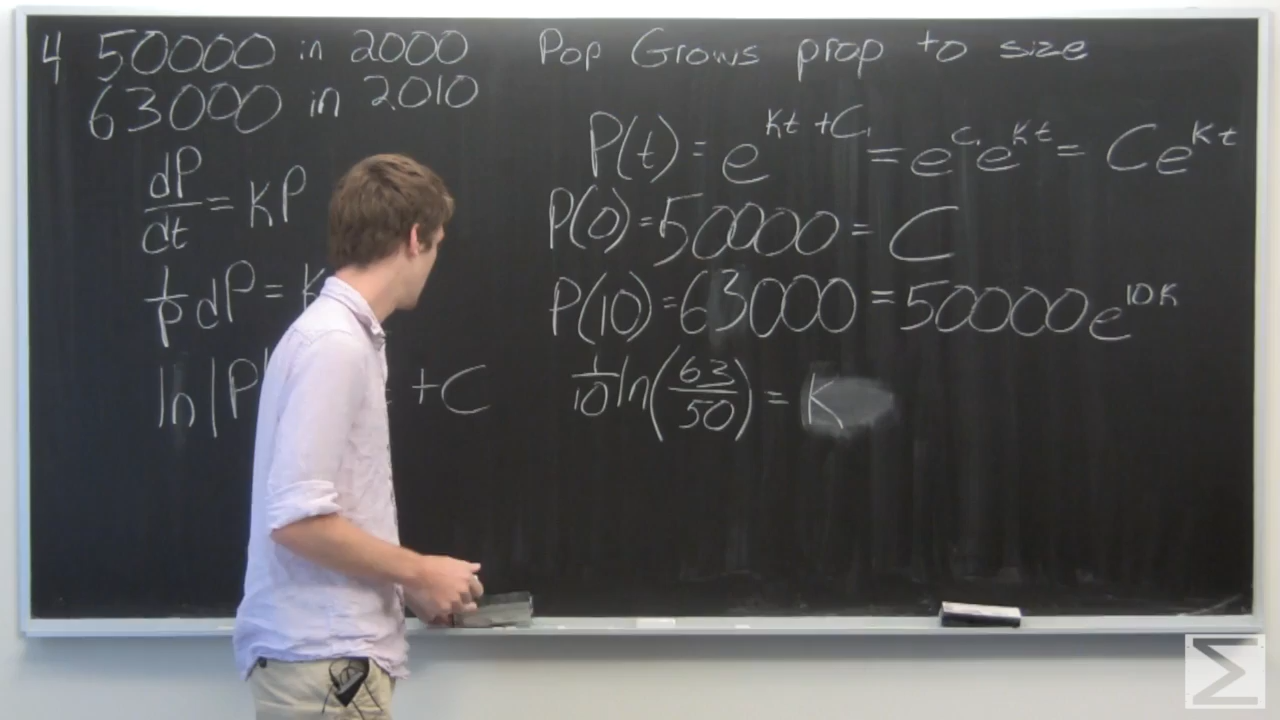 4 50000 in 2000
63000 in 2010
dP/dt = KP
1/P dP = K
ln|P +C
Pop Grows prop to size
P(t) = e^{Kt + C₁} = e^{C₁}e^{Kt} = Ce^{Kt}
P(0) = 50000 = C
P(10) = 63000 = 50000e^{10K}
1/10 ln(63/50) = K
Σ